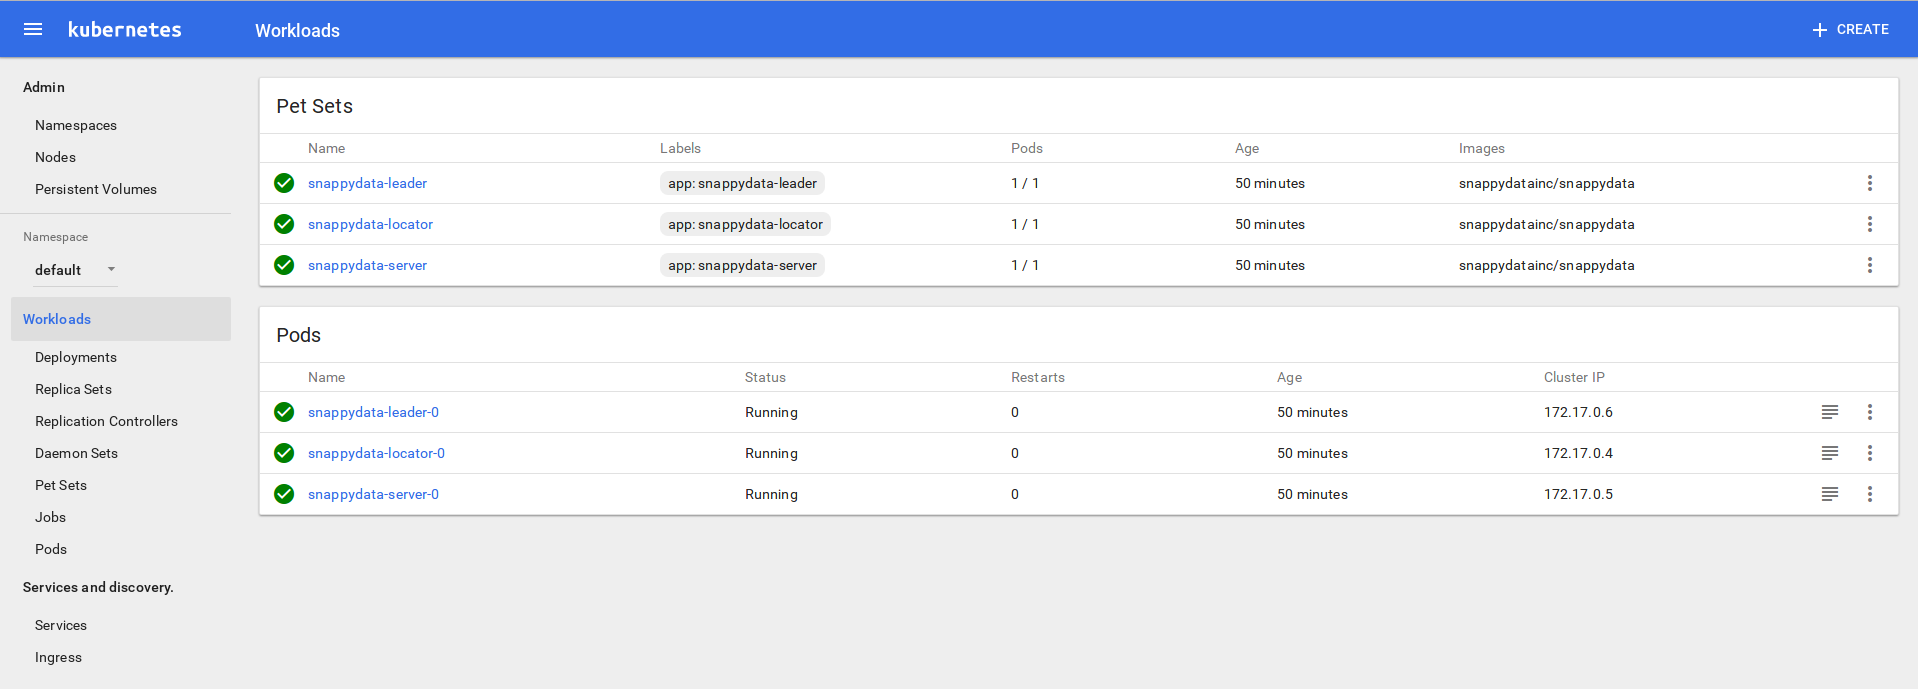 kubernetes Workloads CREATE
Admin
Namespaces
Nodes
Persistent Volumes
Namespace
default
Workloads
Deployments
Replica Sets
Replication Controllers
Daemon Sets
Pet Sets
Jobs
Pods
Services and discovery.
Services
Ingress
Pet Sets
Name Labels Pods Age Images
snappydata-leader app: snappydata-leader 1 / 1 50 minutes snappydatainc/snappydata
snappydata-locator app: snappydata-locator 1 / 1 50 minutes snappydatainc/snappydata
snappydata-server app: snappydata-server 1 / 1 50 minutes snappydatainc/snappydata
Pods
Name Status Restarts Age Cluster IP
snappydata-leader-0 Running 0 50 minutes 172.17.0.6
snappydata-locator-0 Running 0 50 minutes 172.17.0.4
snappydata-server-0 Running 0 50 minutes 172.17.0.5